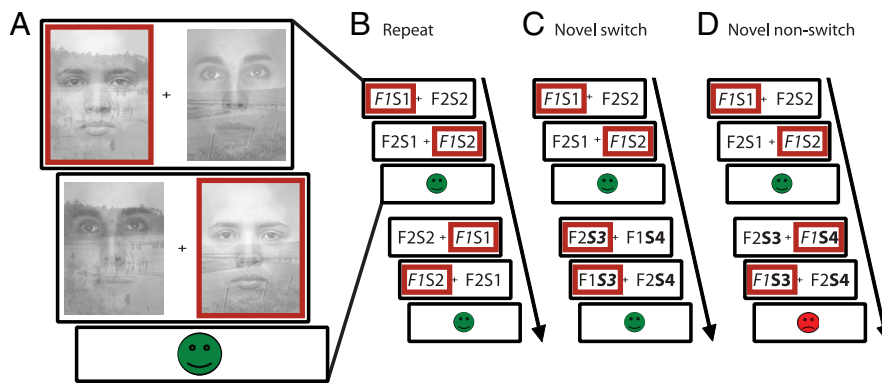 A
B Repeat
C Novel switch
D Novel non-switch
+
+
F1S1 + F2S2
F2S1 + F1S2
F2S2 + F1S1
F1S2 + F2S1
F1S1 + F2S2
F2S1 + F1S2
F2S3 + F1S4
F1S3 + F2S4
F1S1 + F2S2
F2S1 + F1S2
F2S3 + F1S4
F1S3 + F2S4